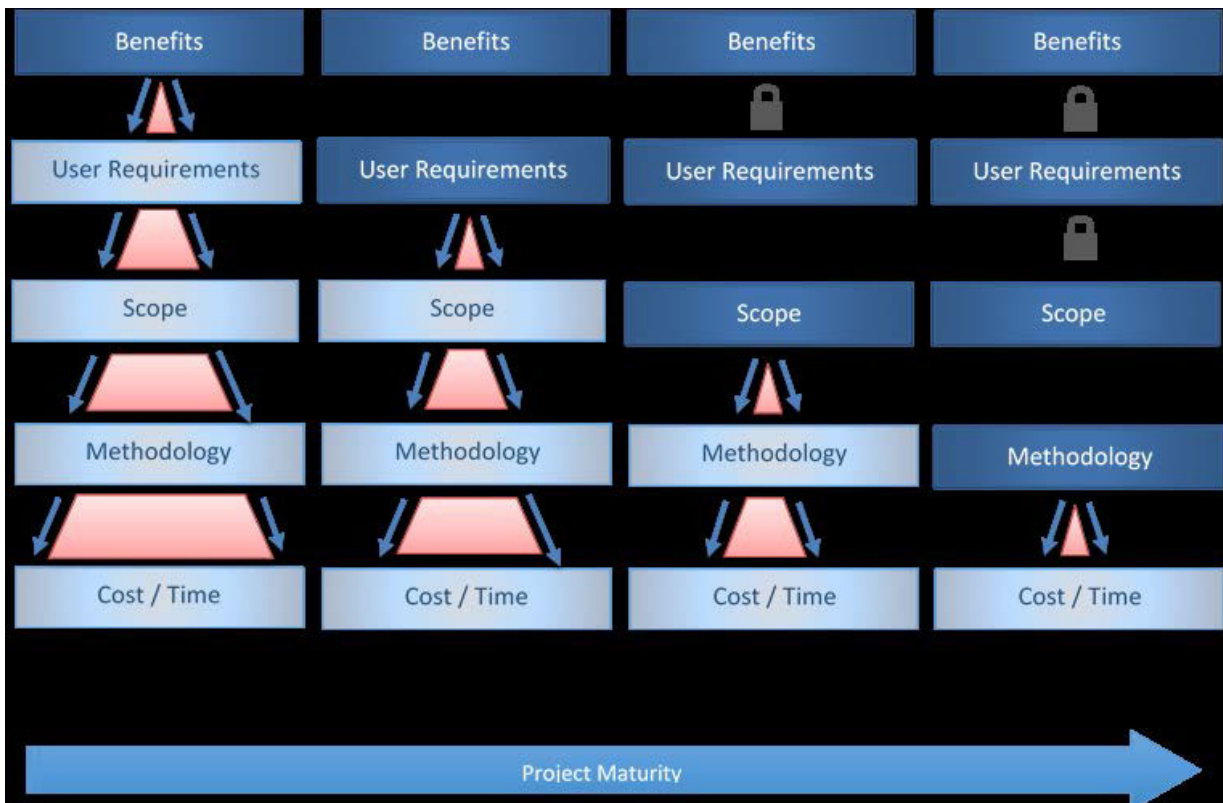 Benefits Benefits Benefits Benefits
User Requirements User Requirements User Requirements User Requirements
Scope Scope Scope Scope
Methodology Methodology Methodology Methodology
Cost / Time Cost / Time Cost / Time Cost / Time
Project Maturity